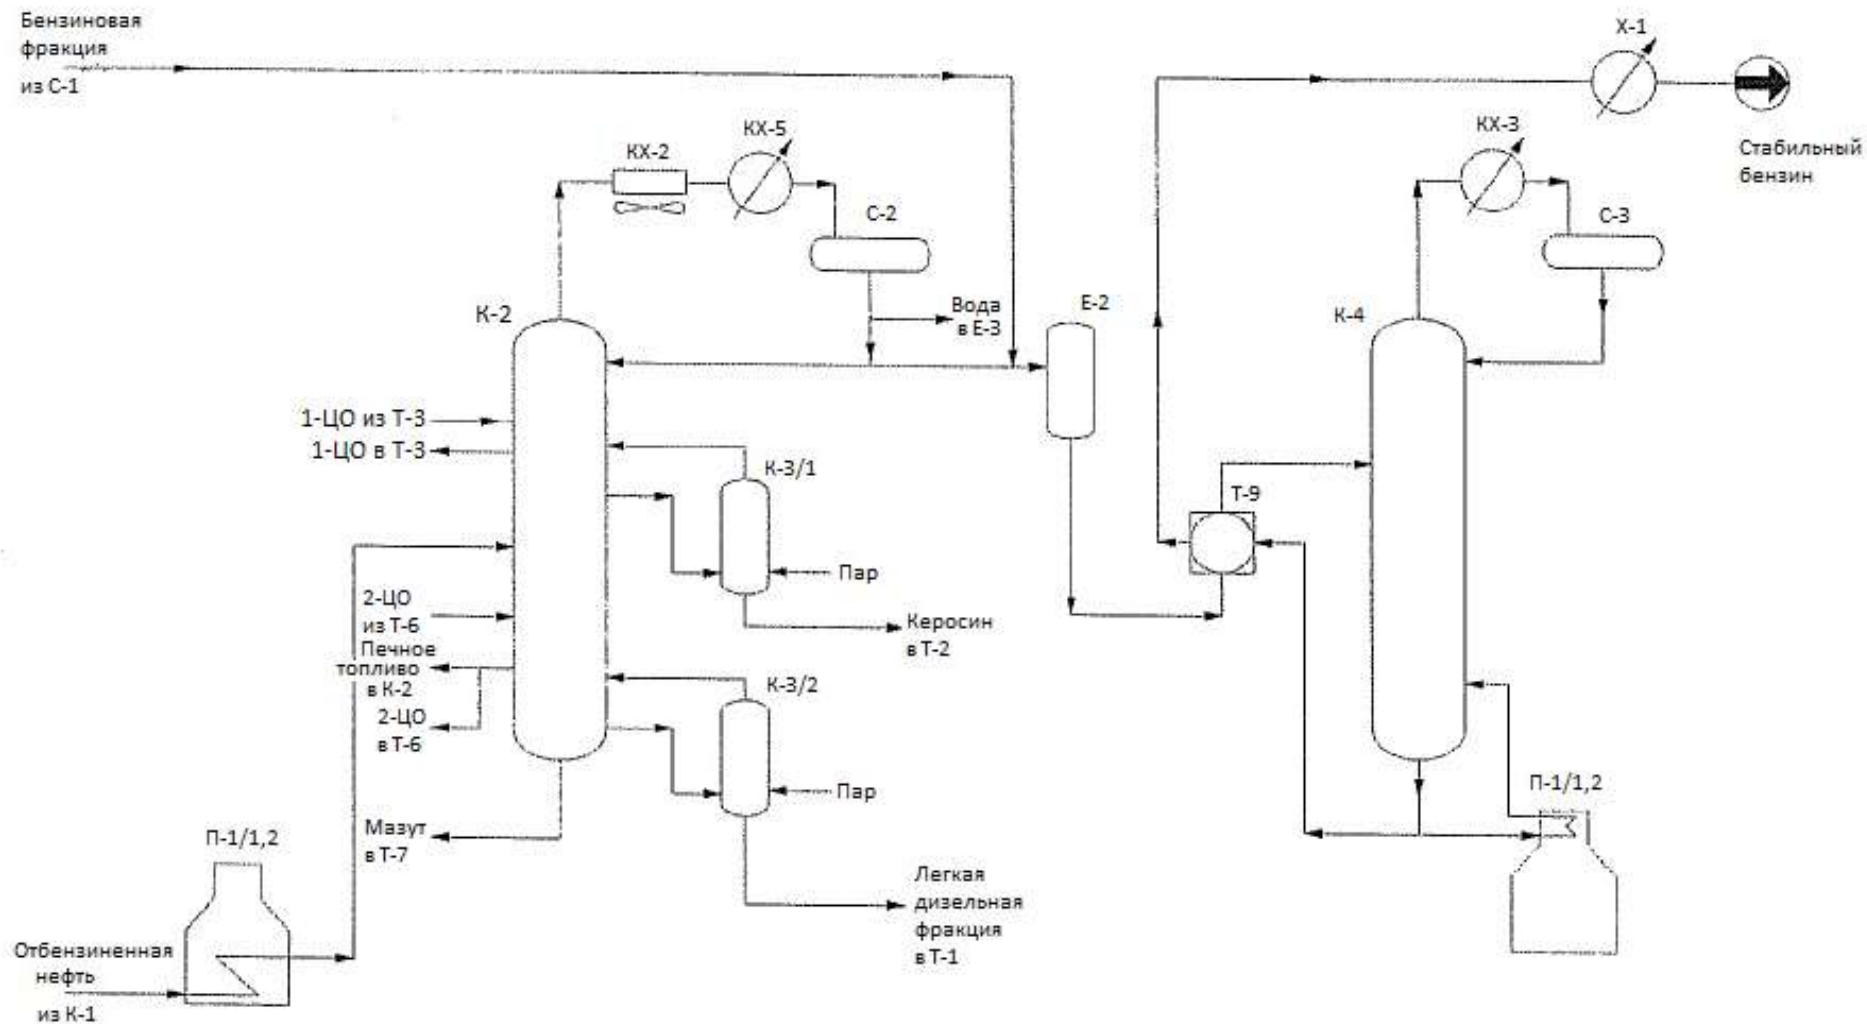 Бензиновая
фракция
из С-1
Х-1
Стабильный
бензин
КХ-5
КХ-2
С-2
КХ-3
С-3
К-2
Вода
в Е-3
Е-2
К-4
1-ЦО из Т-3
1-ЦО в Т-3
К-3/1
Т-9
Пар
Керосин
в Т-2
2-ЦО
из Т-6
Печное
топливо
в К-2
2-ЦО
в Т-6
К-3/2
Пар
Мазут
в Т-7
П-1/1,2
Легкая
дизельная
фракция
в Т-1
П-1/1,2
Отбензиненная
нефть
из К-1